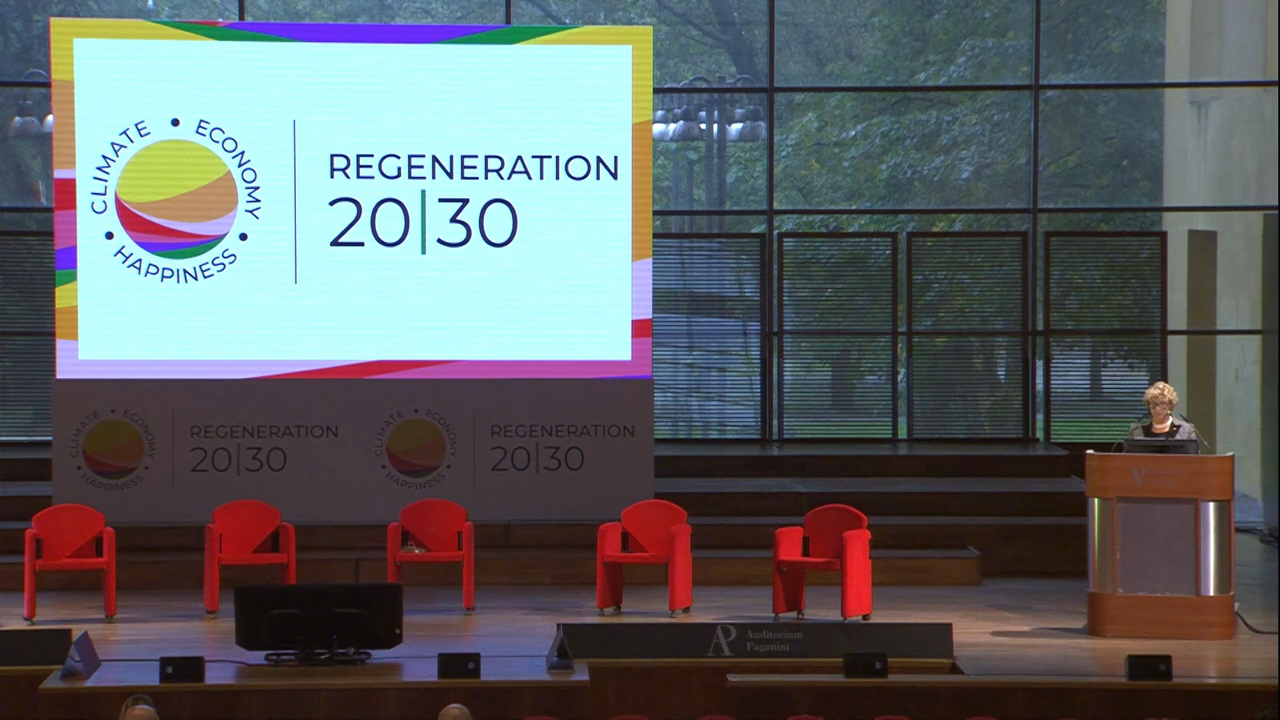 CLIMATE • ECONOMY • HAPPINESS •
REGENERATION
20|30
CLIMATE • ECONOMY • HAPPINESS •
REGENERATION
20|30
CLIMATE • ECONOMY • HAPPINESS •
REGENERATION
20|30
AP Auditorium
Paganini